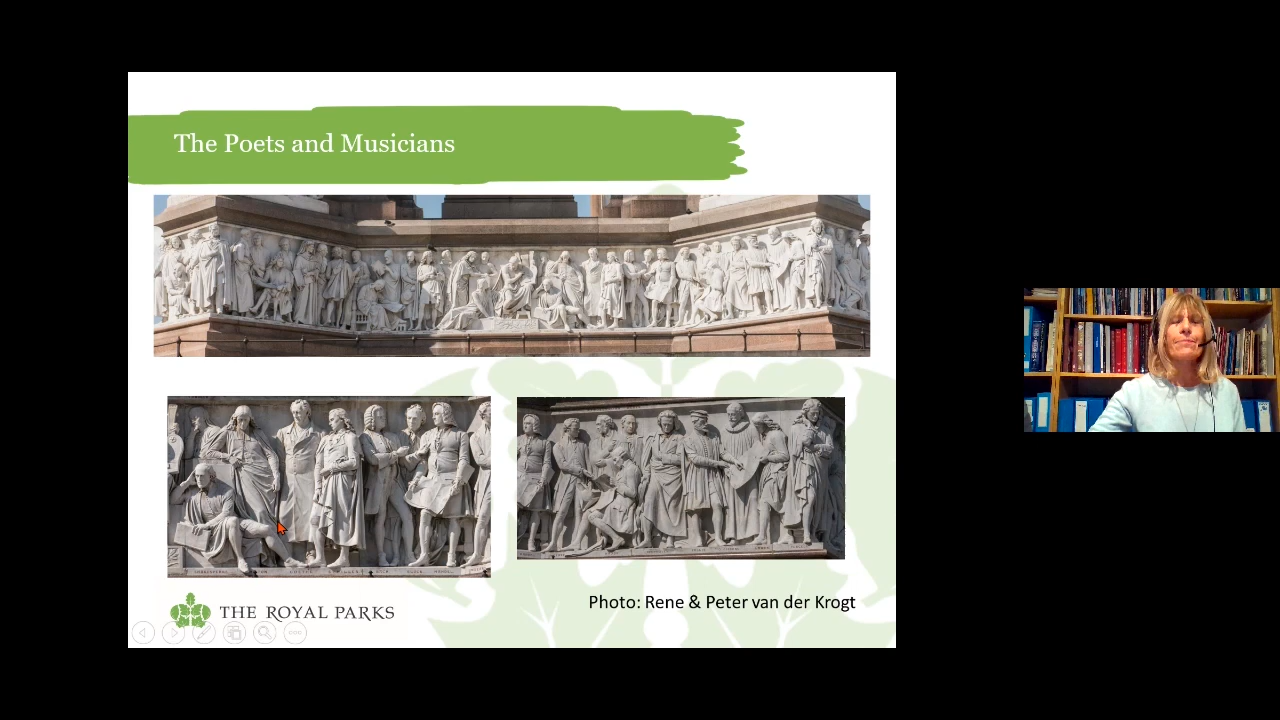 The Poets and Musicians
THE ROYAL PARKS
Photo: Rene & Peter van der Krogt